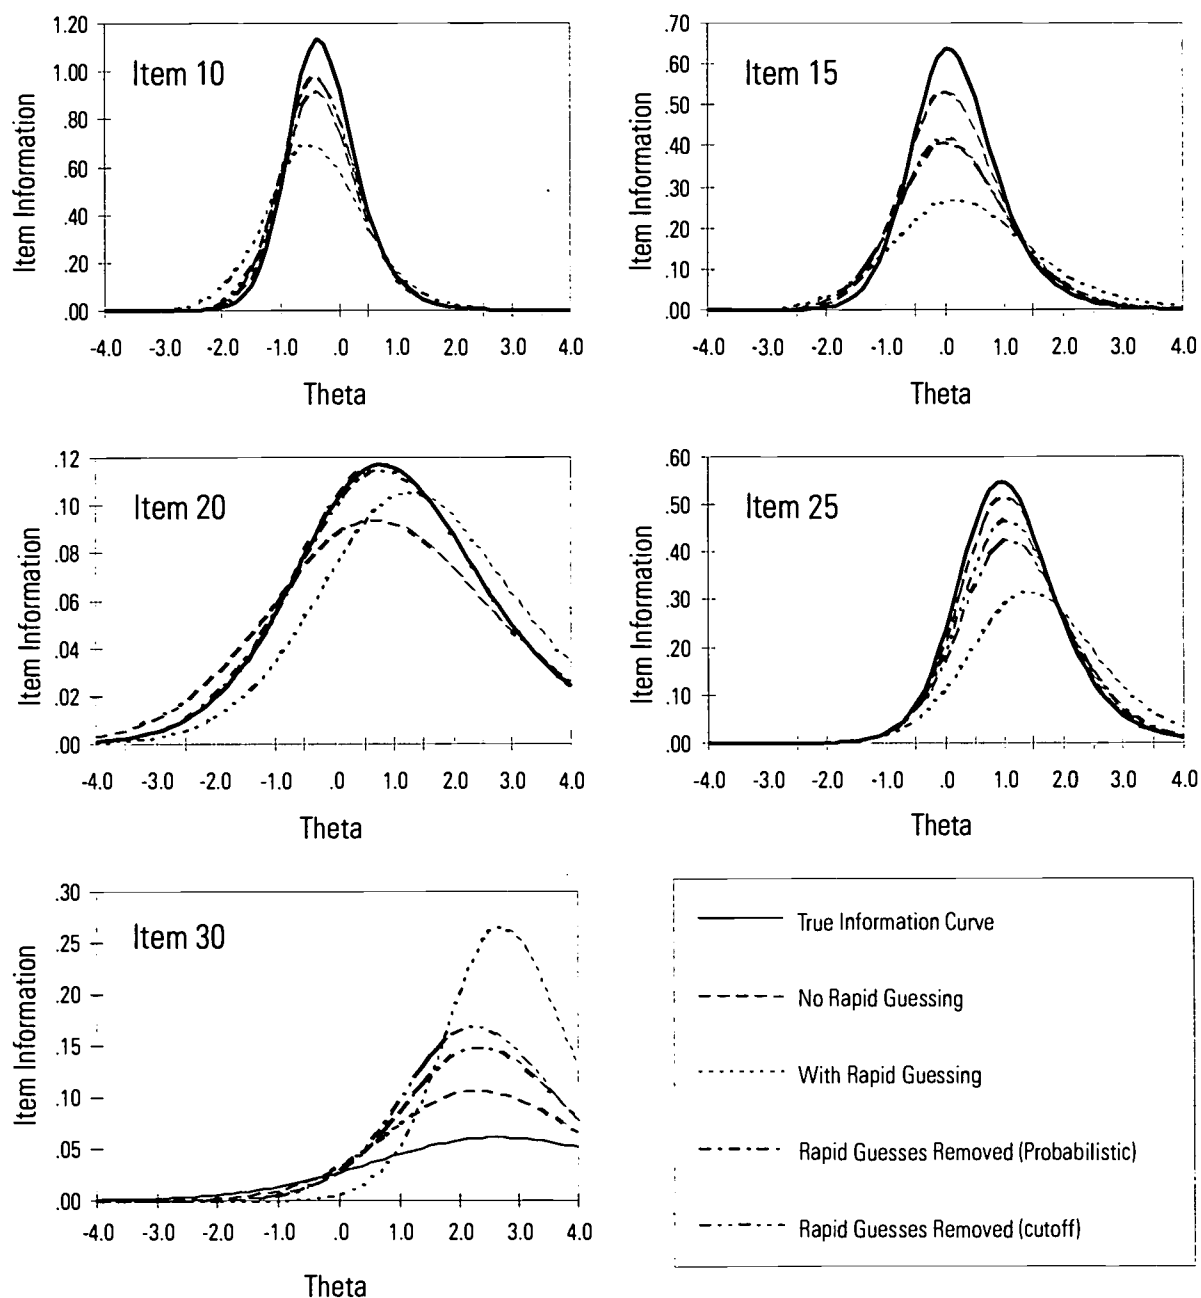 Item 10
Item Information
1.20
1.00
.80
.60
.40
.20
.00
-4.0 -3.0 -2.0 -1.0 .0 1.0 2.0 3.0 4.0
Theta
Item 15
Item Information
.70
.60
.50
.40
.30
.20
.10
.00
-4.0 -3.0 -2.0 -1.0 .0 1.0 2.0 3.0 4.0
Theta
Item 20
Item Information
.12
.10
.08
.06
.04
.02
.00
-4.0 -3.0 -2.0 -1.0 .0 1.0 2.0 3.0 4.0
Theta
Item 25
Item Information
.60
.50
.40
.30
.20
.10
.00
-4.0 -3.0 -2.0 -1.0 .0 1.0 2.0 3.0 4.0
Theta
Item 30
Item Information
.30
.25
.20
.15
.10
.05
.00
-4.0 -3.0 -2.0 -1.0 .0 1.0 2.0 3.0 4.0
Theta
True Information Curve
No Rapid Guessing
With Rapid Guessing
Rapid Guesses Removed (Probabilistic)
Rapid Guesses Removed (cutoff)